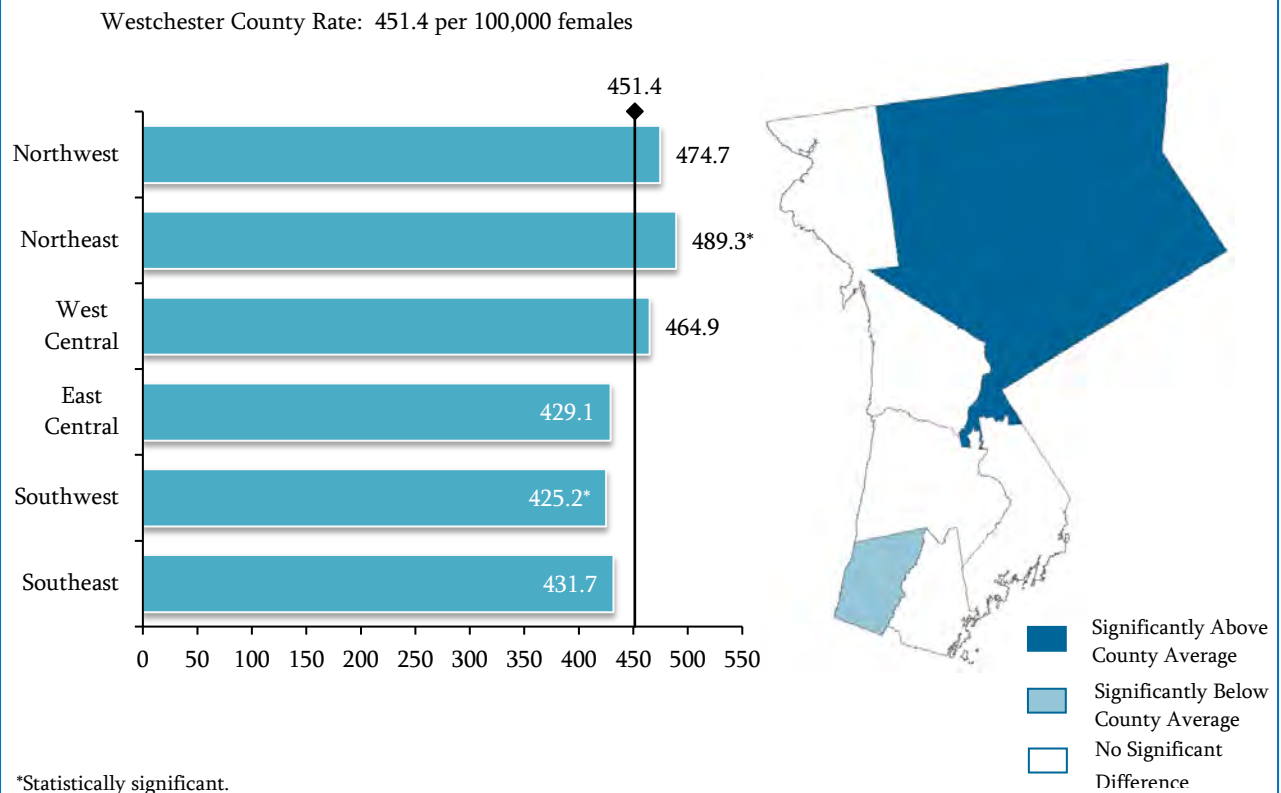 Westchester County Rate: 451.4 per 100,000 females
451.4
Northwest
474.7
Northeast
489.3*
West
Central
464.9
East
Central
429.1
Southwest
425.2*
Southeast
431.7
0 50 100 150 200 250 300 350 400 450 500 550
Significantly Above
County Average
Significantly Below
County Average
No Significant
Difference
*Statistically significant.